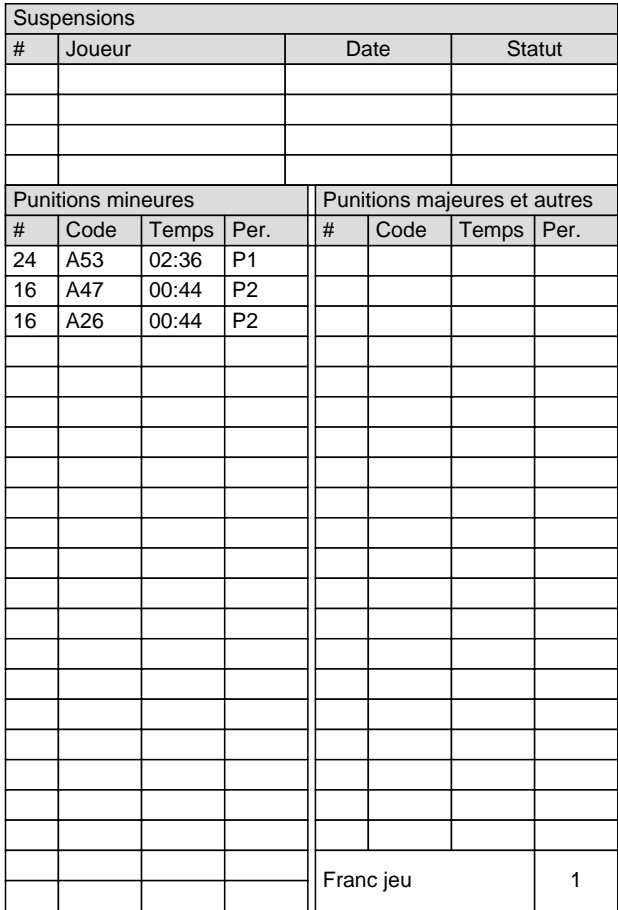 Suspensions
# Joueur Date Statut
Punitions mineures Punitions majeures et autres
# Code Temps Per. # Code Temps Per.
24 A53 02:36 P1
16 A47 00:44 P2
16 A26 00:44 P2
Franc jeu 1